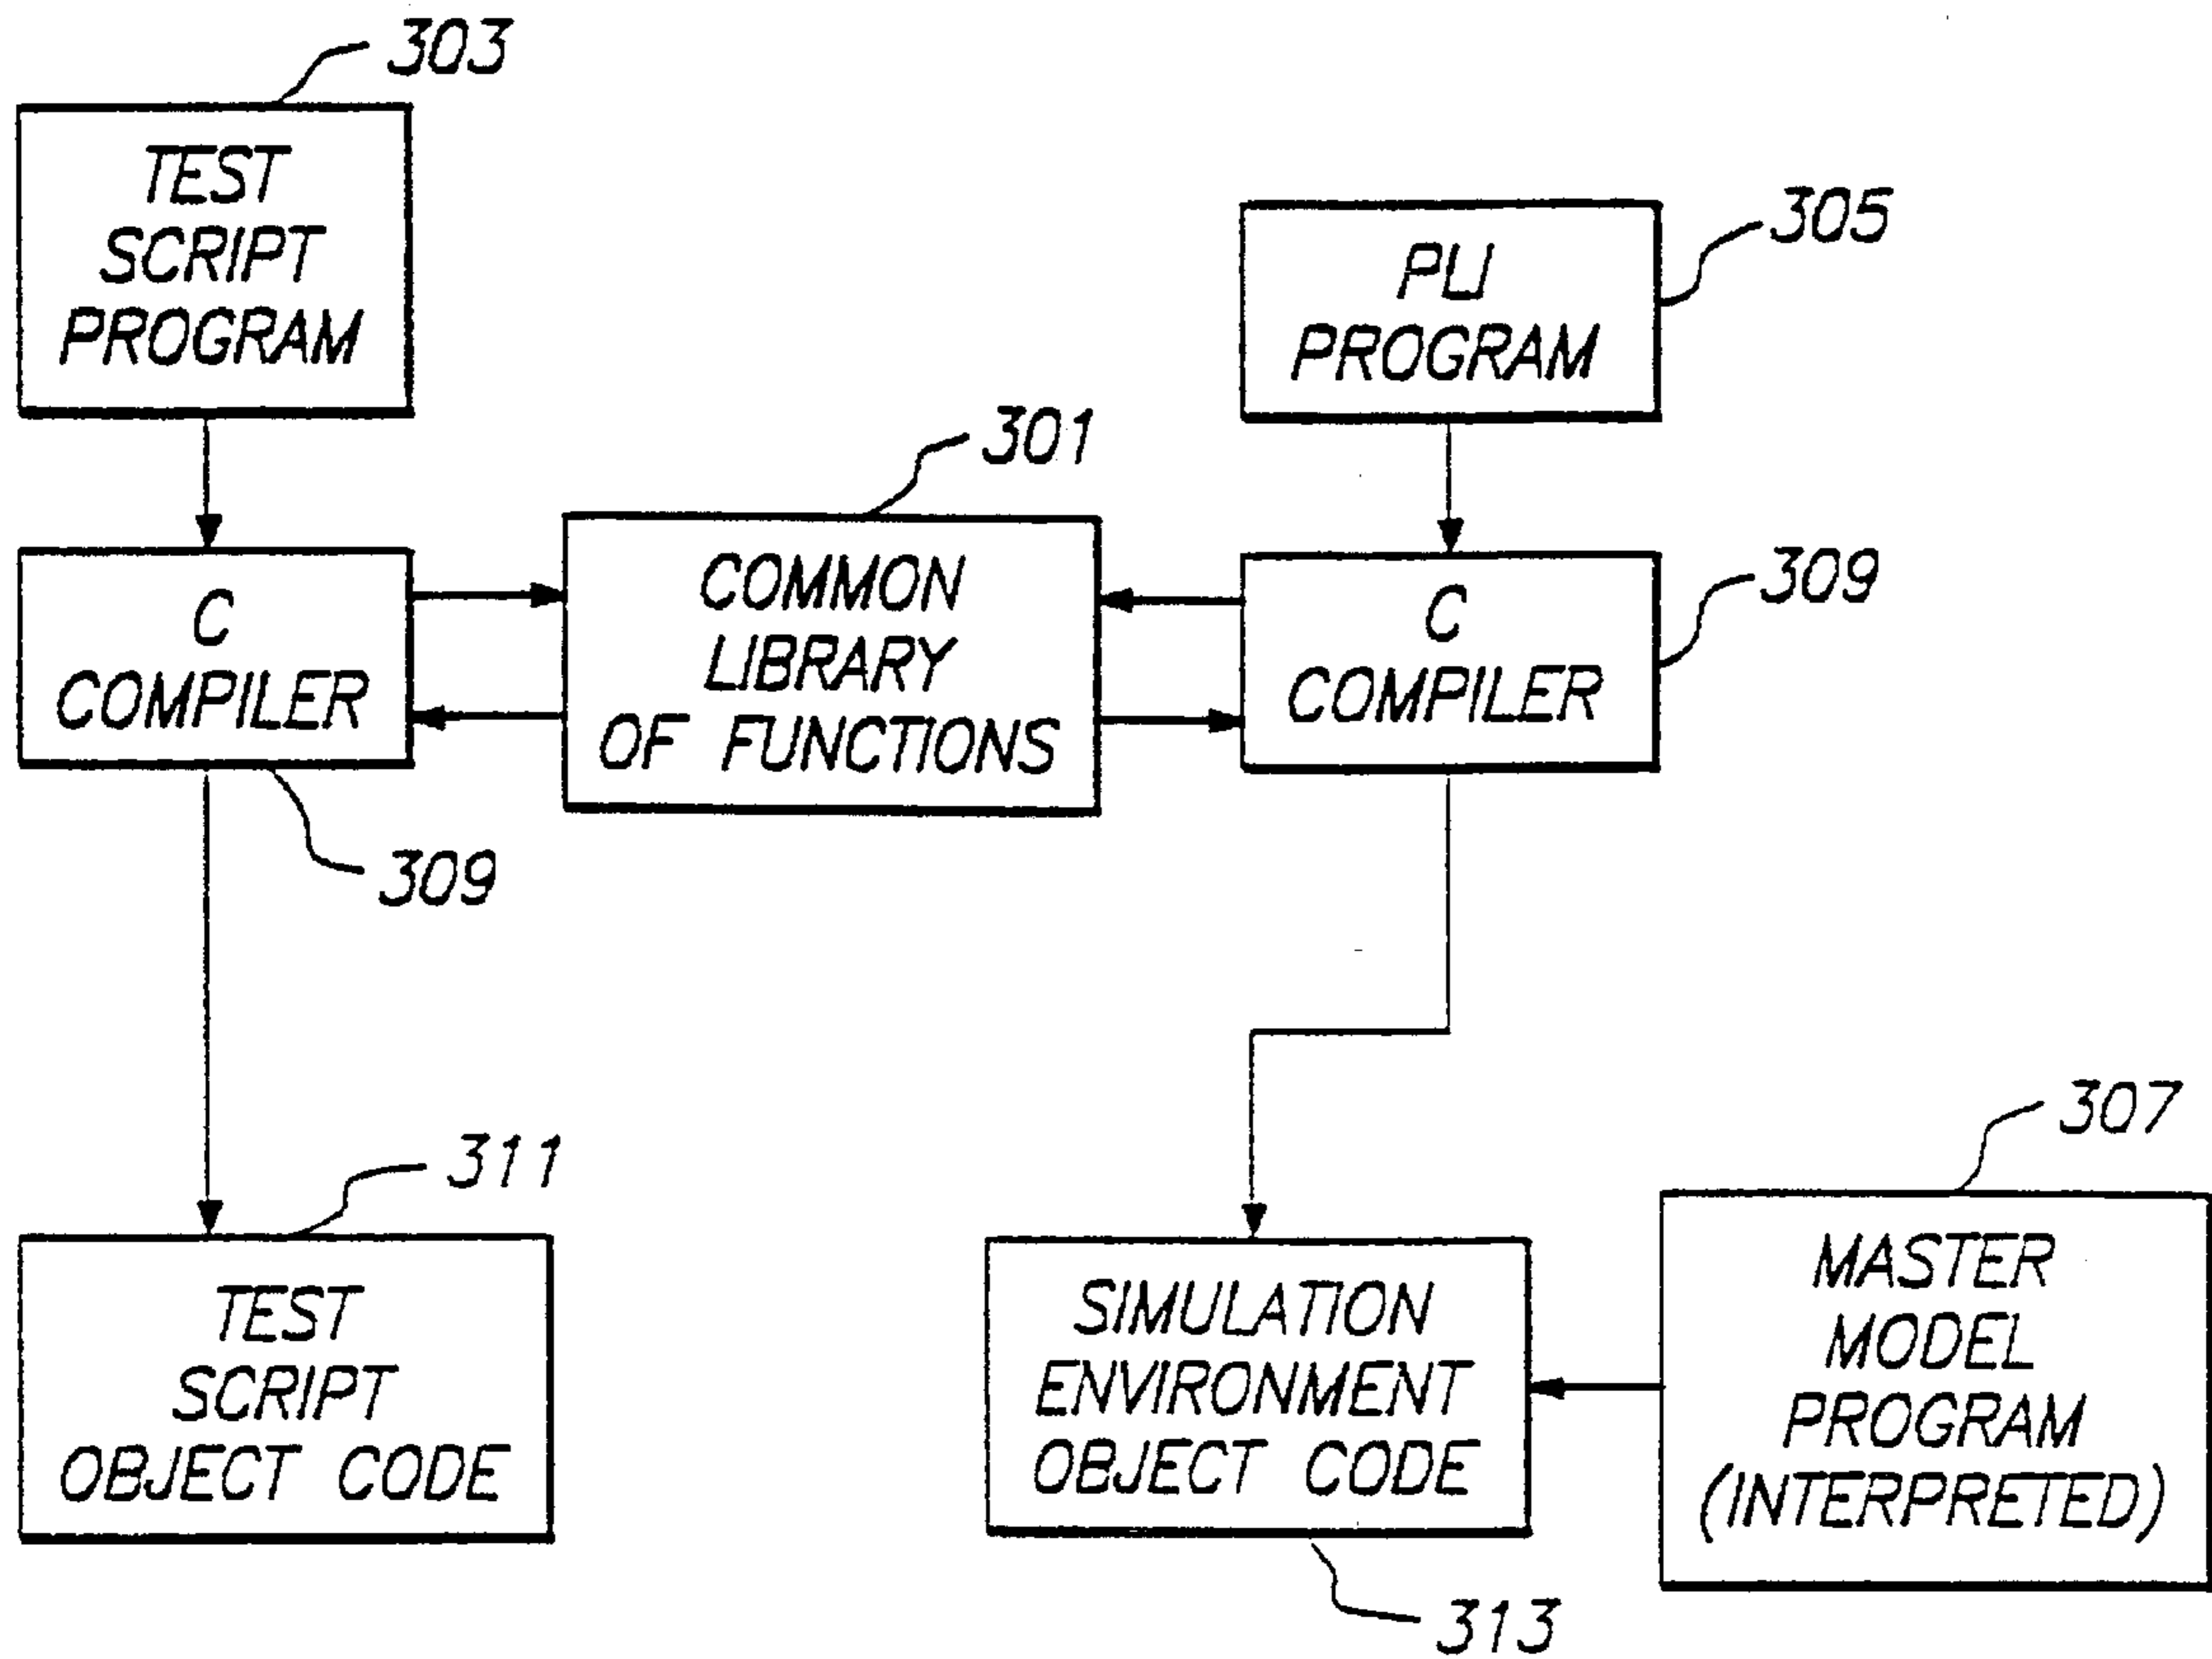 303
TEST
SCRIPT
PROGRAM
305
PLI
PROGRAM
301
C
COMPILER
COMMON
LIBRARY
OF FUNCTIONS
C
COMPILER
309
309
307
311
TEST
SCRIPT
OBJECT CODE
SIMULATION
ENVIRONMENT
OBJECT CODE
MASTER
MODEL
PROGRAM
(INTERPRETED)
313